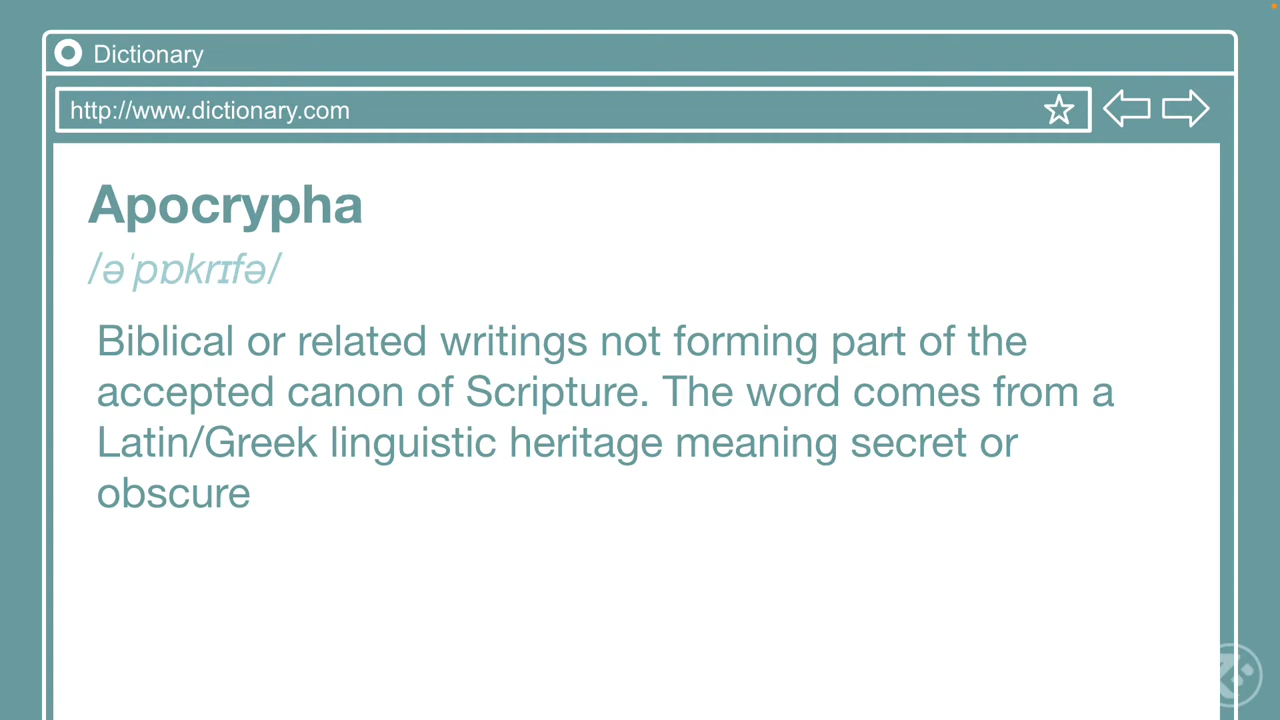 Dictionary
http://www.dictionary.com
Apocrypha
/əˈpɒkrɪfə/
Biblical or related writings not forming part of the
accepted canon of Scripture. The word comes from a
Latin/Greek linguistic heritage meaning secret or
obscure